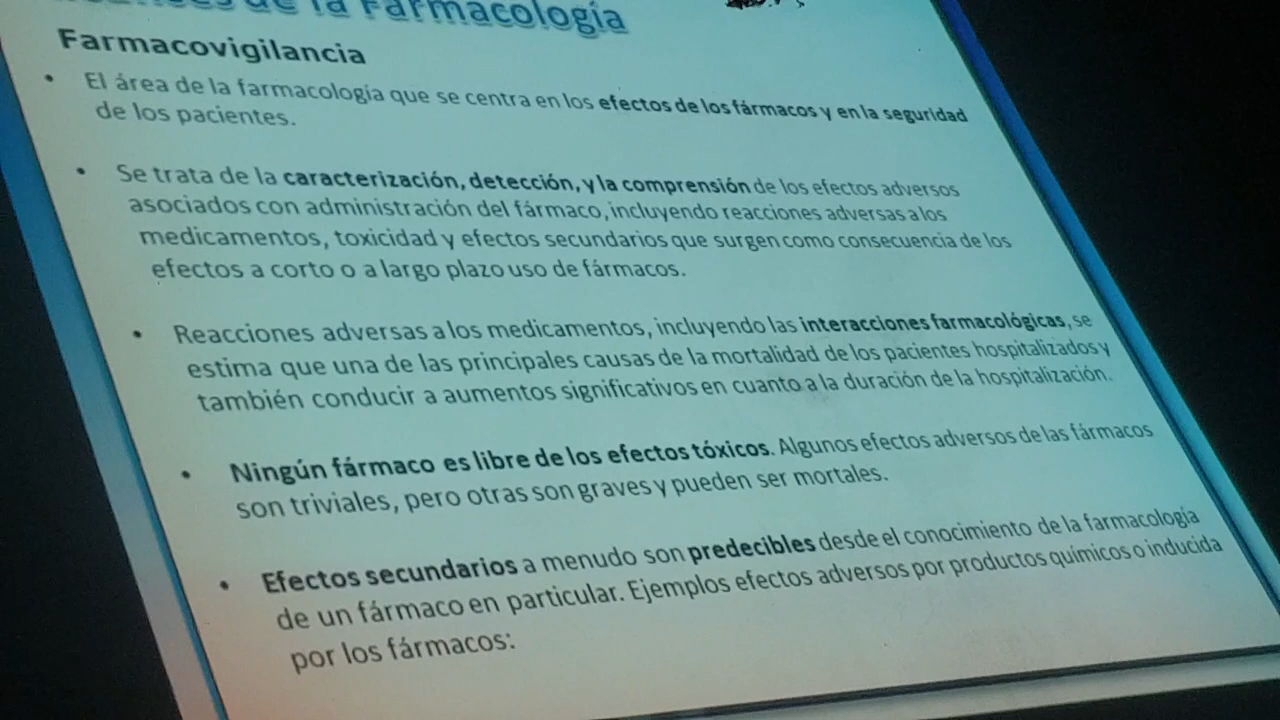 de la Farmacología
Farmacovigilancia
• El área de la farmacología que se centra en los efectos de los fármacos y en la seguridad
de los pacientes.
• Se trata de la caracterización, detección, y la comprensión de los efectos adversos
asociados con administración del fármaco, incluyendo reacciones adversas a los
medicamentos, toxicidad y efectos secundarios que surgen como consecuencia de los
efectos a corto o a largo plazo uso de fármacos.
• Reacciones adversas a los medicamentos, incluyendo las interacciones farmacológicas, se
estima que una de las principales causas de la mortalidad de los pacientes hospitalizados y
también conducir a aumentos significativos en cuanto a la duración de la hospitalización.
• Ningún fármaco es libre de los efectos tóxicos. Algunos efectos adversos de las fármacos
son triviales, pero otras son graves y pueden ser mortales.
• Efectos secundarios a menudo son predecibles desde el conocimiento de la farmacología
de un fármaco en particular. Ejemplos efectos adversos por productos químicos o inducida
por los fármacos: